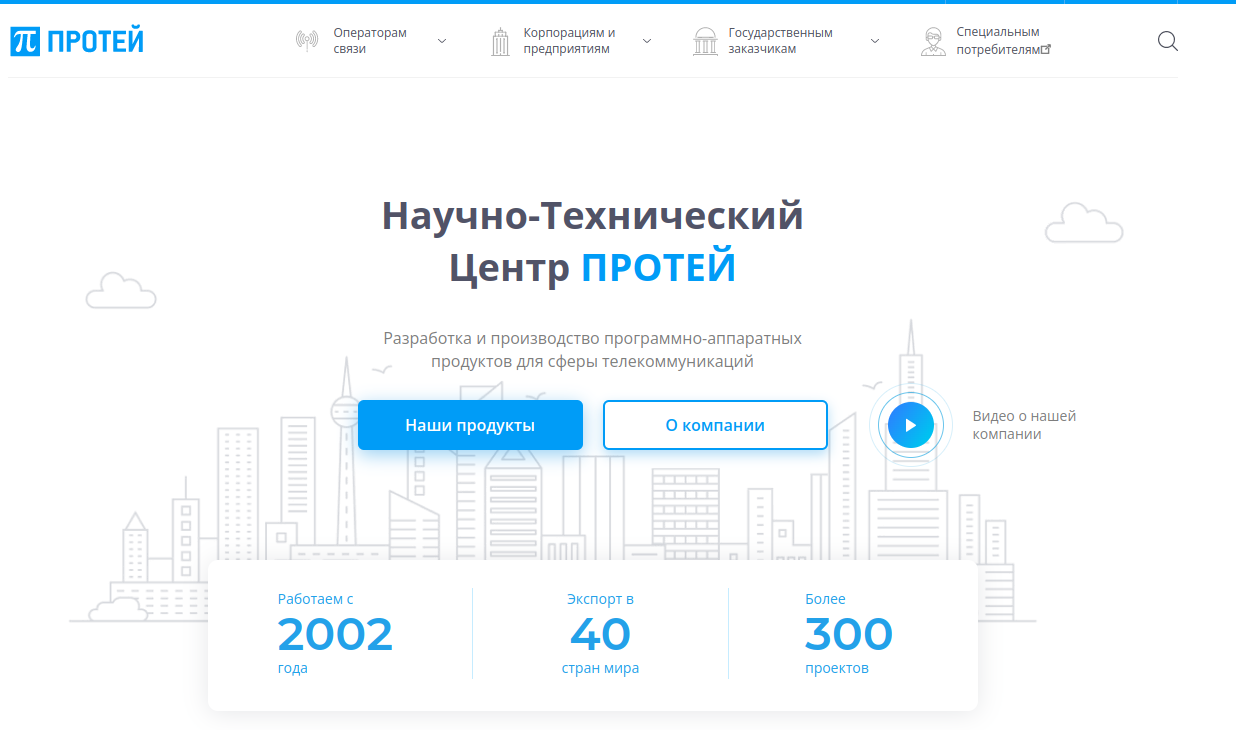 π ПРОТЕЙ
Операторам
связи
Корпорациям и
предприятиям
Государственным
заказчикам
Специальным
потребителям
Научно-Технический
Центр ПРОТЕЙ
Разработка и производство программно-аппаратных
продуктов для сферы телекоммуникаций
Наши продукты
О компании
Видео о нашей
компании
Работаем с
2002
года
Экспорт в
40
стран мира
Более
300
проектов